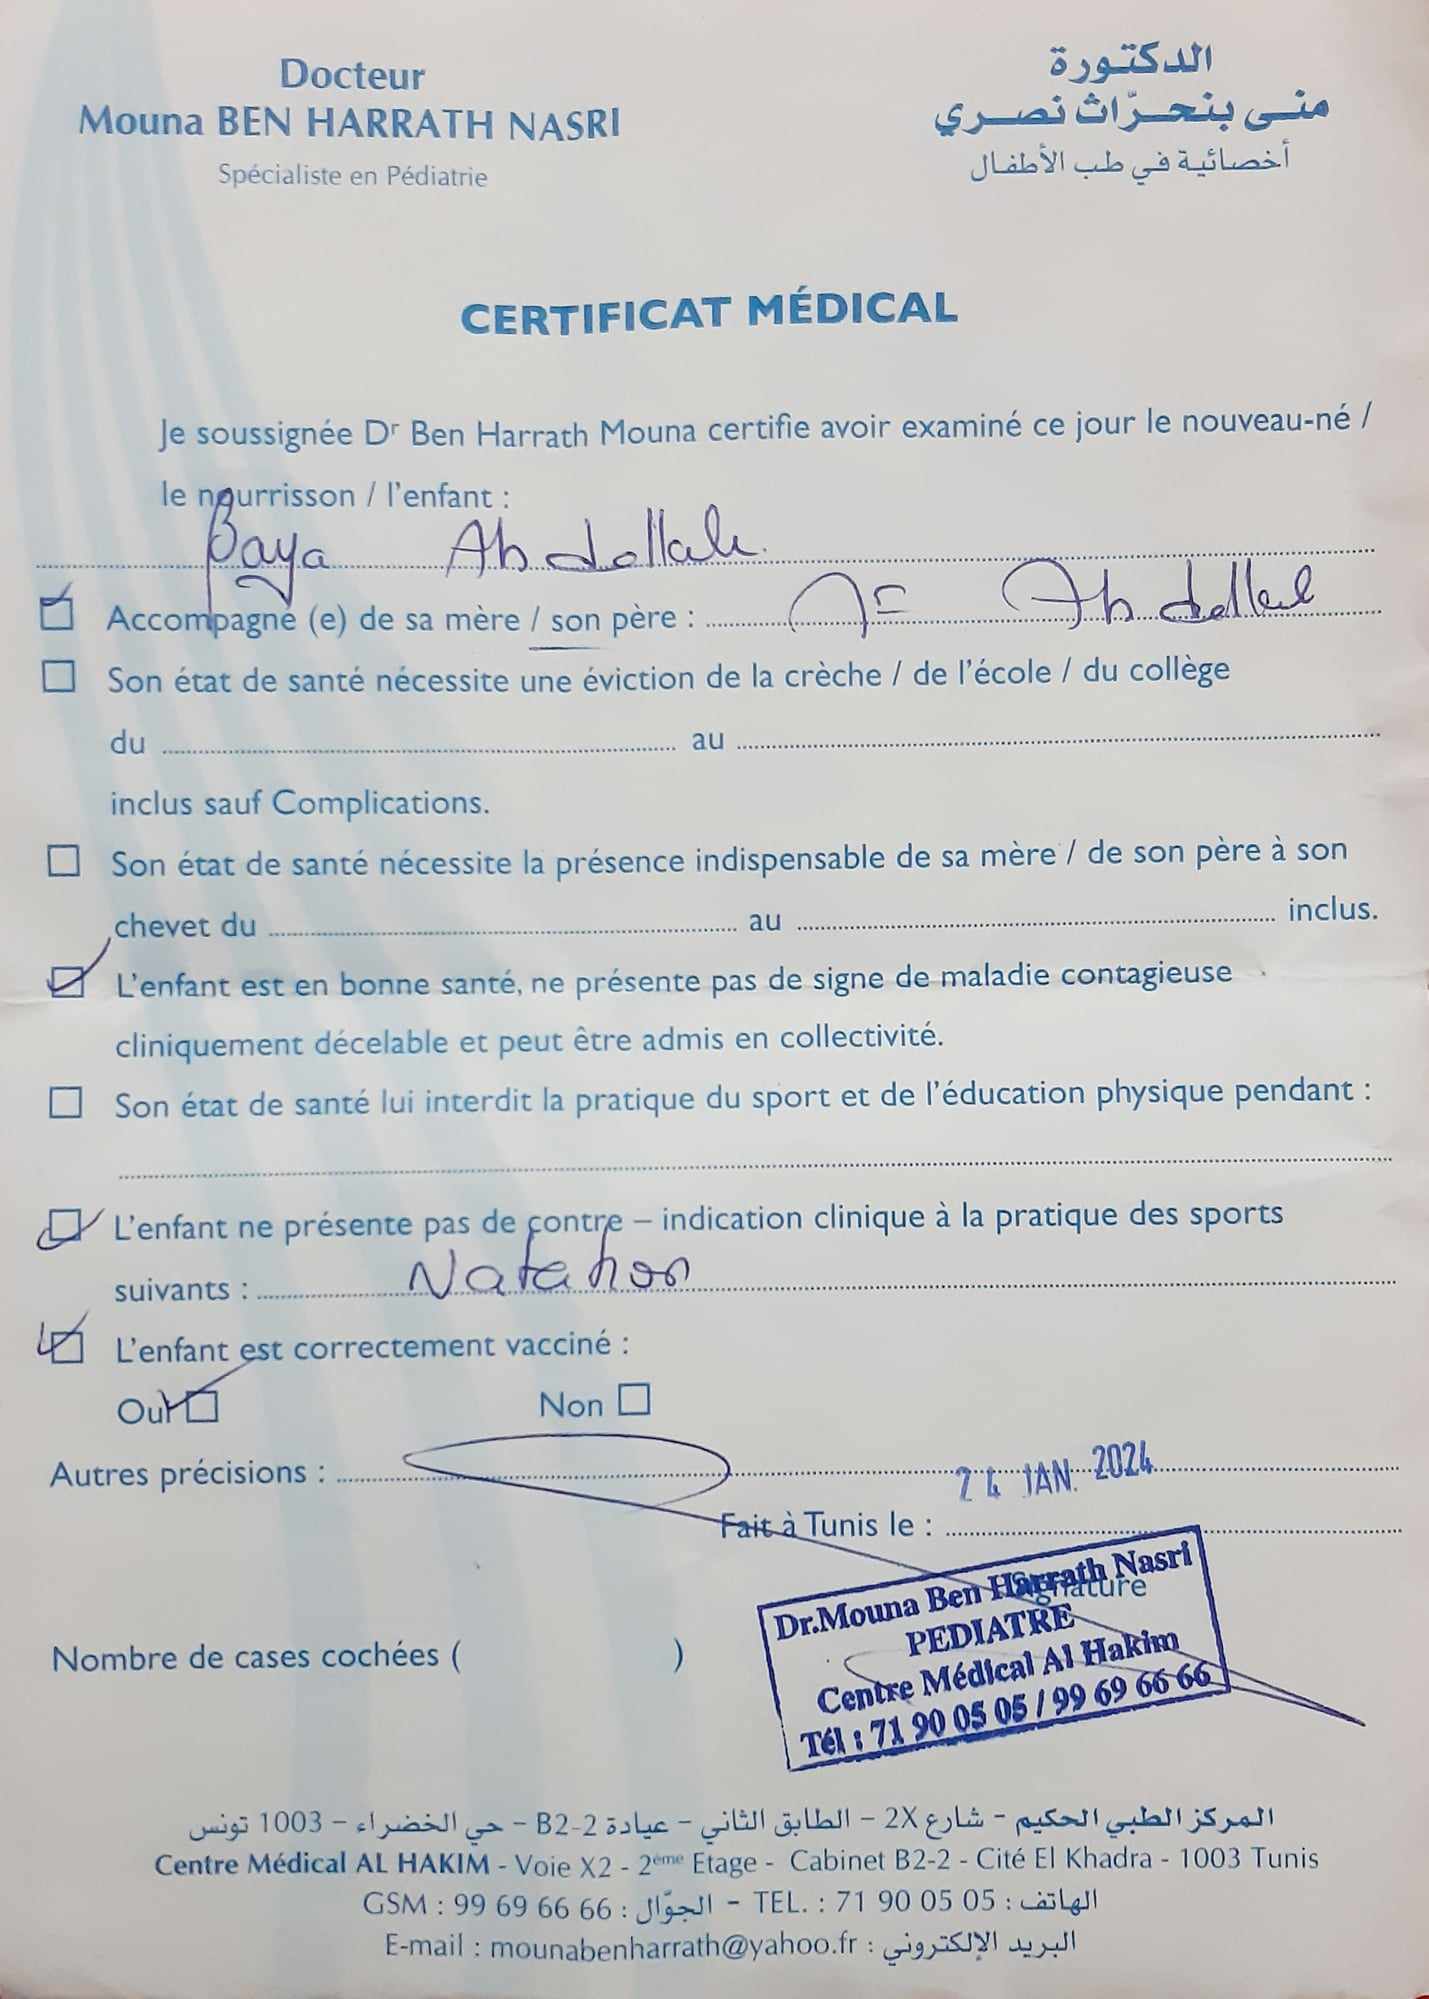 Docteur
Mouna BEN HARRATH NASRI
Spécialiste en Pédiatrie
الدكتورة
منى بنحرّاث نصري
أخصائية في طب الأطفال
CERTIFICAT MÉDICAL
Je soussignée Dr Ben Harrath Mouna certifie avoir examiné ce jour le nouveau-né /
le nourrisson / l'enfant :
Baya Abdellah
Accompagné (e) de sa mère / son père : Mr Abdellah
Son état de santé nécessite une éviction de la crèche / de l'école / du collège
du au
inclus sauf Complications.
Son état de santé nécessite la présence indispensable de sa mère / de son père à son
chevet du au inclus.
L'enfant est en bonne santé, ne présente pas de signe de maladie contagieuse
cliniquement décelable et peut être admis en collectivité.
Son état de santé lui interdit la pratique du sport et de l'éducation physique pendant :
L'enfant ne présente pas de contre – indication clinique à la pratique des sports
suivants : Natation
L'enfant est correctement vacciné :
Oui Non
Autres précisions :
24 JAN. 2024
Fait à Tunis le :
Signature
Dr.Mouna Ben Harrath Nasri
PEDIATRE
Centre Médical Al Hakim
Tél : 71 90 05 05 / 99 69 66 66
Nombre de cases cochées ( )
المركز الطبي الحكيم - شارع 2X - الطابق الثاني - عيادة B2-2 - حي الخضراء - 1003 تونس
Centre Médical AL HAKIM - Voie X2 - 2ème Etage - Cabinet B2-2 - Cité El Khadra - 1003 Tunis
GSM : 99 69 66 66 : الجوّال - TEL. : 71 90 05 05 : الهاتف
E-mail : mounabenharrath@yahoo.fr : البريد الإلكتروني